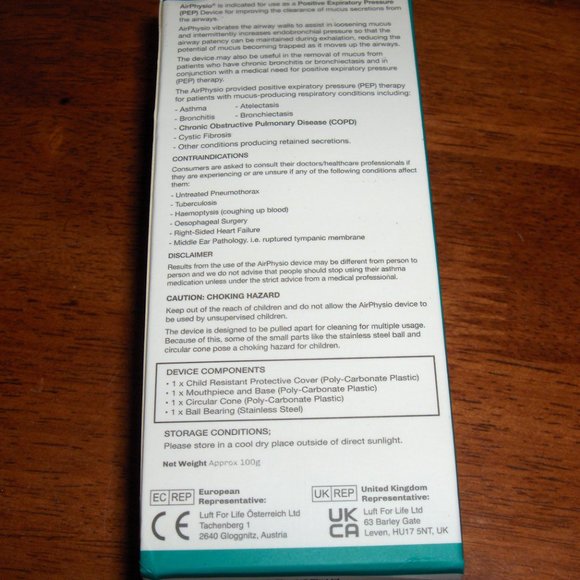 AirPhysio® is indicated for use as a Positive Expiratory Pressure
(PEP) Device for improving the clearance of mucus secretions from
the airways.
AirPhysio vibrates the airway walls to assist in loosening mucus
and intermittently increases endobronchial pressure so that the
airway patency can be maintained during exhalation, reducing the
potential of mucus becoming trapped as it moves up the airways.
The device may also be useful in the removal of mucus from
patients who have chronic bronchitis or bronchiectasis and in
conjunction with a medical need for positive expiratory pressure
(PEP) therapy.
The AirPhysio provided positive expiratory pressure (PEP) therapy
for patients with mucus-producing respiratory conditions including:
- Asthma - Atelectasis
- Bronchitis - Bronchiectasis
- Chronic Obstructive Pulmonary Disease (COPD)
- Cystic Fibrosis
- Other conditions producing retained secretions.
CONTRAINDICATIONS
Consumers are asked to consult their doctors/healthcare professionals if
they are experiencing or are unsure if any of the following conditions affect
them:
- Untreated Pneumothorax
- Tuberculosis
- Haemoptysis (coughing up blood)
- Oesophageal Surgery
- Right-Sided Heart Failure
- Middle Ear Pathology. i.e. ruptured tympanic membrane
DISCLAIMER
Results from the use of the AirPhysio device may be different from person to
person and we do not advise that people should stop using their asthma
medication unless under the strict advice from a medical professional.
CAUTION: CHOKING HAZARD
Keep out of the reach of children and do not allow the AirPhysio device to
be used by unsupervised children.
The device is designed to be pulled apart for cleaning for multiple usage.
Because of this, some of the small parts like the stainless steel ball and
circular cone pose a choking hazard for children.
DEVICE COMPONENTS
• 1 x Child Resistant Protective Cover (Poly-Carbonate Plastic)
• 1 x Mouthpiece and Base (Poly-Carbonate Plastic)
• 1 x Circular Cone (Poly-Carbonate Plastic)
• 1 x Ball Bearing (Stainless Steel)
STORAGE CONDITIONS;
Please store in a cool dry place outside of direct sunlight.
Net Weight Approx 100g
EC REP European
Representative:
CE Luft For Life Österreich Ltd
Tachenberg 1
2640 Gloggnitz, Austria
UK REP United Kingdom
Representative:
UK
CA Luft For Life Ltd
63 Barley Gate
Leven, HU17 5NT, UK